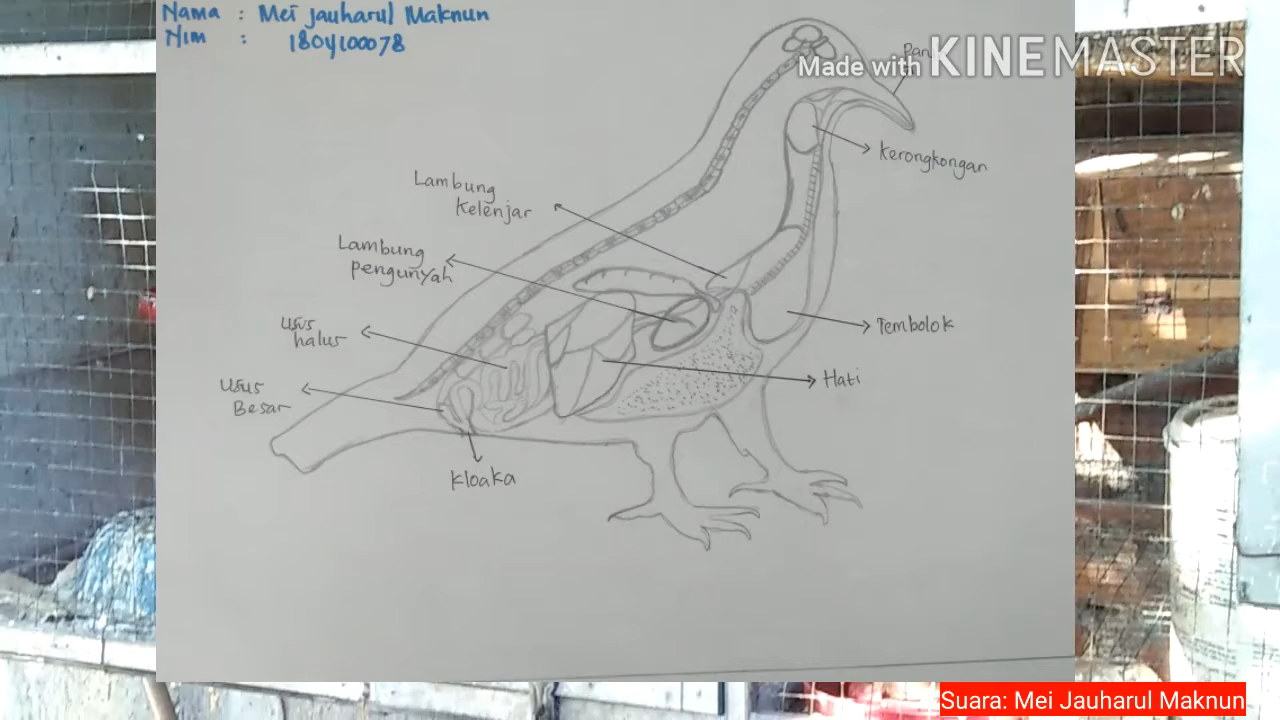 Nama : Mei Jauharul Maknun
Nim : 18041100078
Made with KINEMASTER
Kerongkongan
Lambung
Kelenjar
Lambung
pengunyah
Usus
halus
Tembolok
Usus
Besar
Hati
Kloaka
Suara: Mei Jauharul Maknun